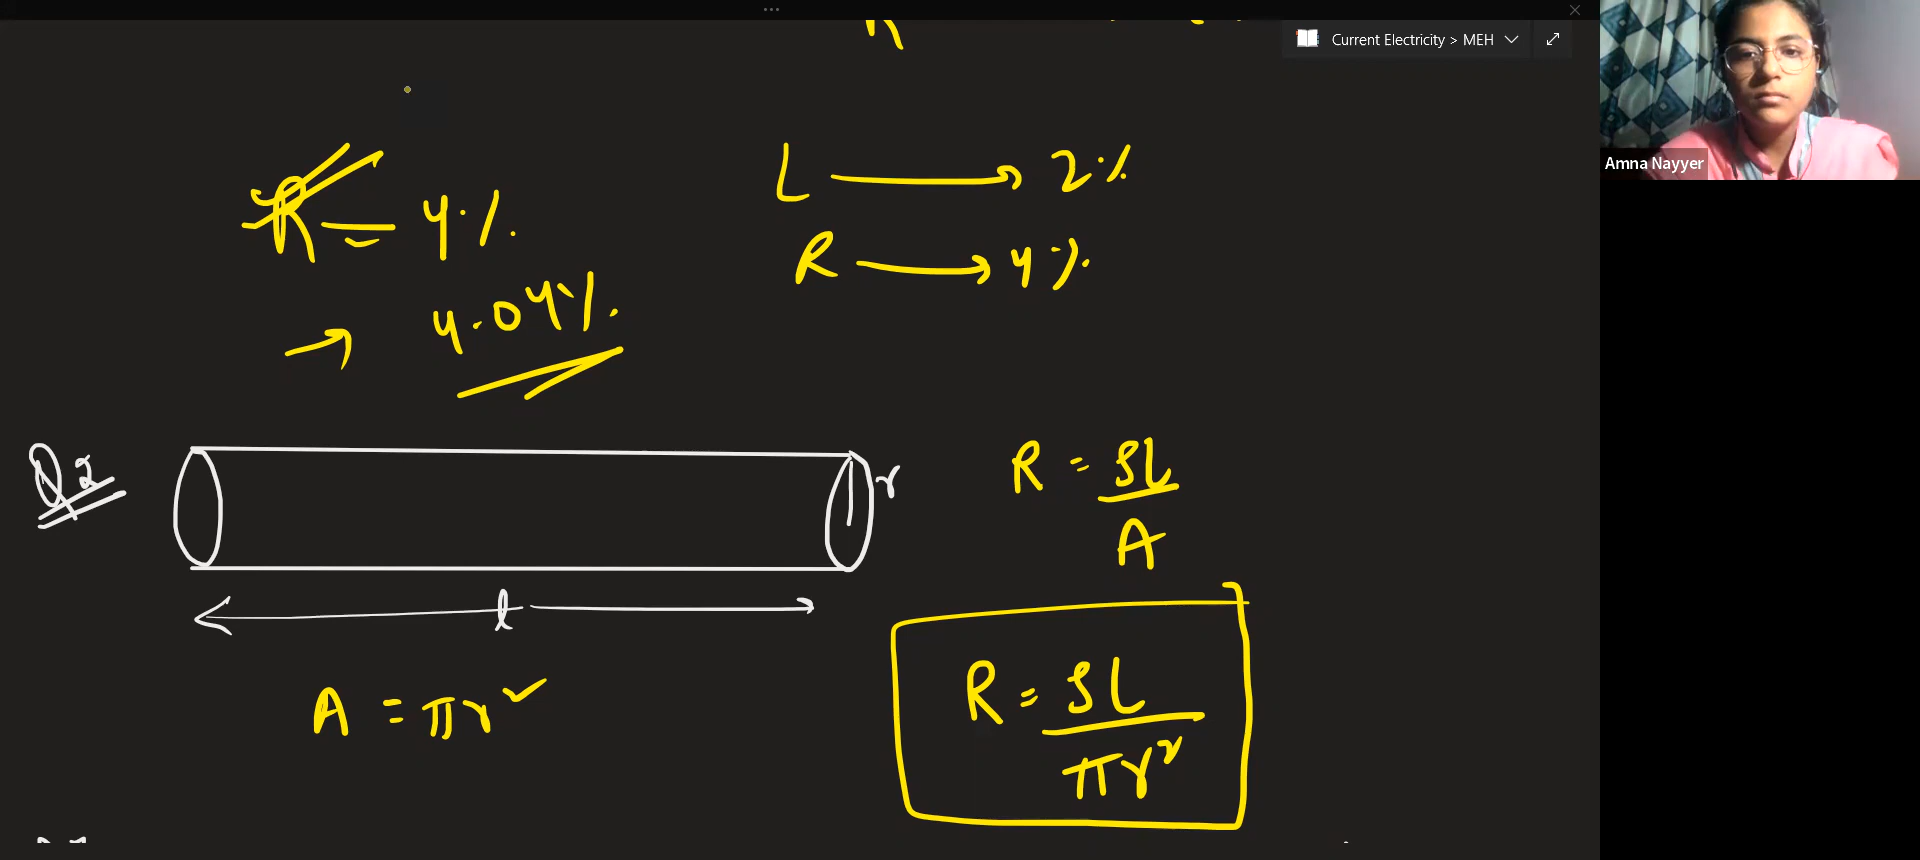 Current Electricity > MEH
Amna Nayyer
R = 4%.
→ 4.04%.
L → 2%
R → 4%
Q2
r
l
A = πr²
R = ρL
A
R = ρL
πr²